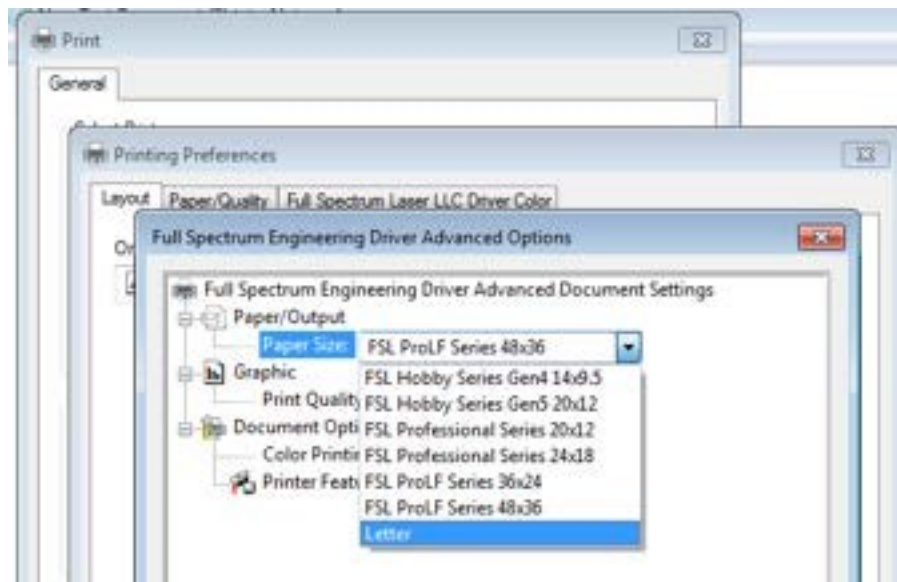 Print
General
Printing Preferences
Layout Paper/Quality Full Spectrum Laser LLC Driver Color
Full Spectrum Engineering Driver Advanced Options
Full Spectrum Engineering Driver Advanced Document Settings
Paper/Output
Paper Size: FSL ProLF Series 48x36
FSL Hobby Series Gen4 14x9.5
Graphic
Print Quality FSL Hobby Series Gen5 20x12
Document Opti FSL Professional Series 20x12
Color Printin FSL Professional Series 24x18
Printer Featu FSL ProLF Series 36x24
FSL ProLF Series 48x36
Letter